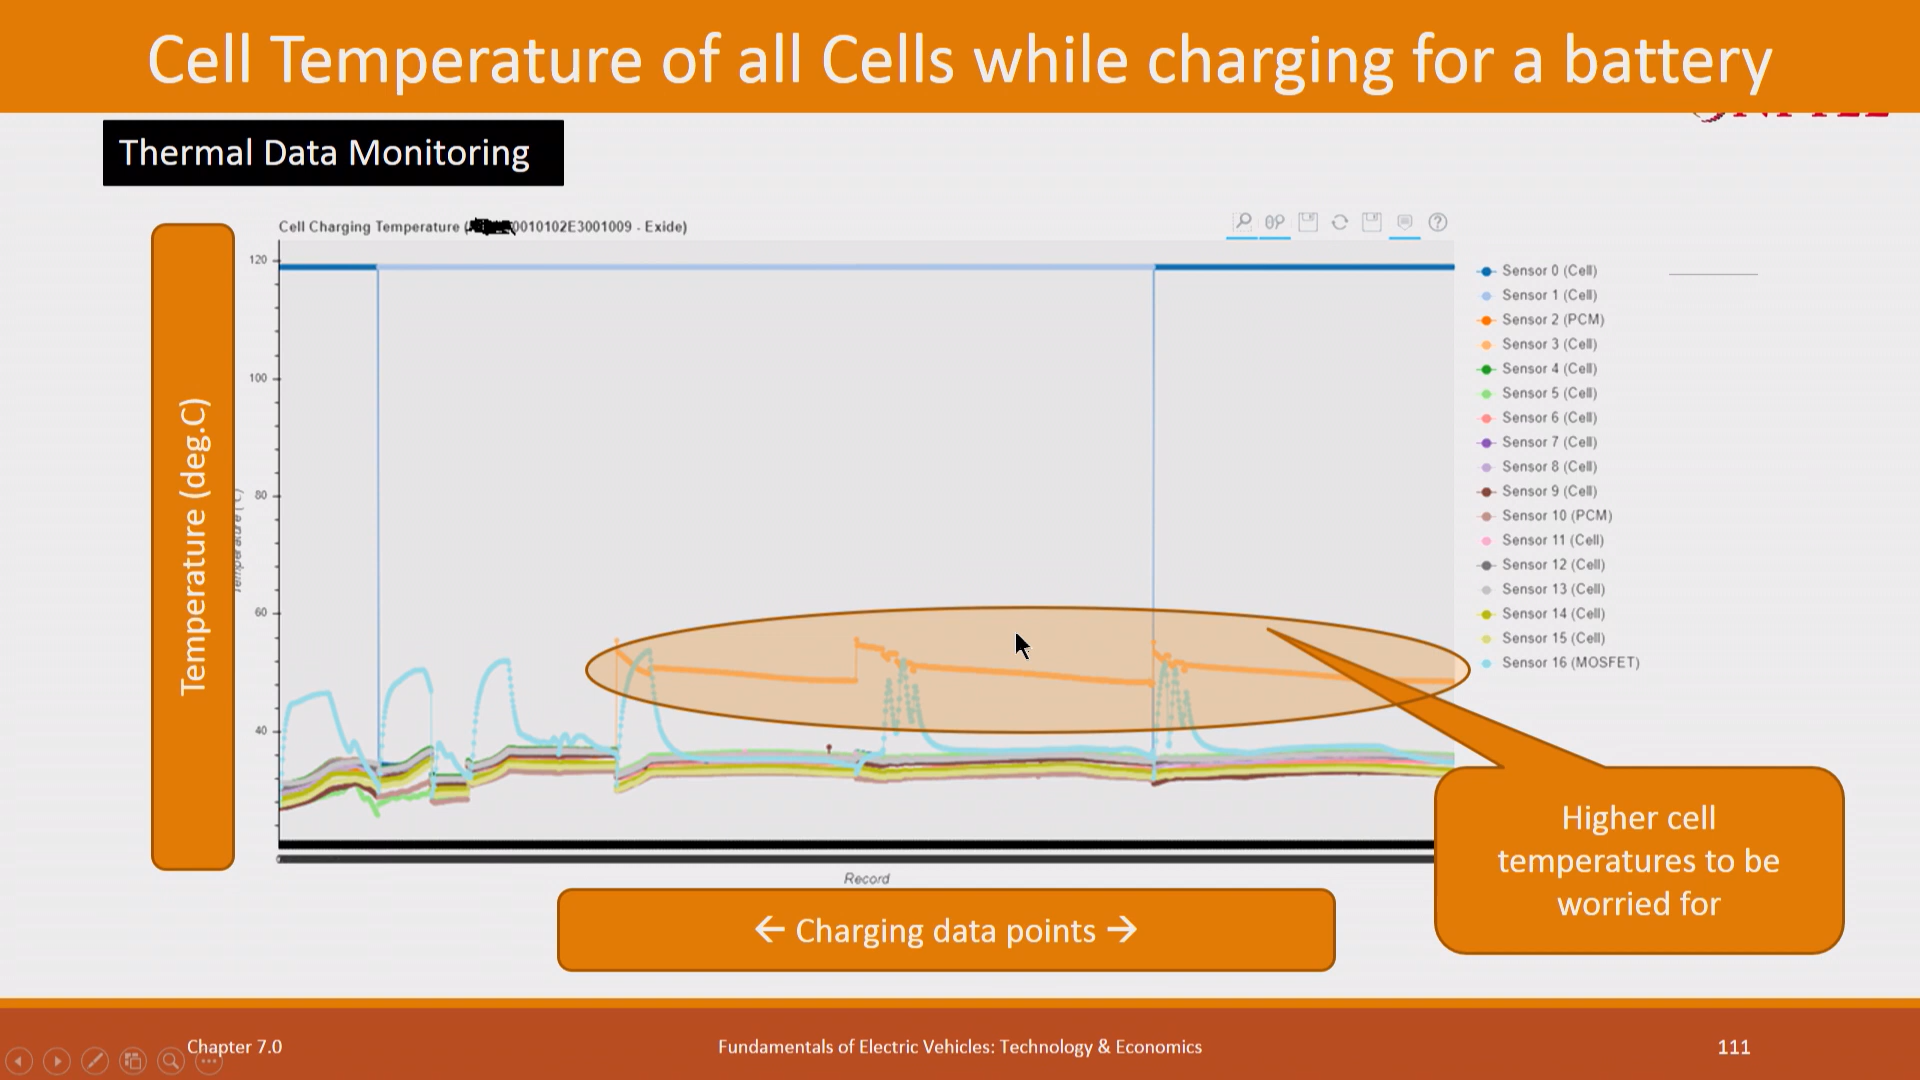 Cell Temperature of all Cells while charging for a battery
Thermal Data Monitoring
Cell Charging Temperature (
0010102E3001009 - Exide)
Temperature (deg.C)
120
100
80
60
40
Sensor 0 (Cell)
Sensor 1 (Cell)
Sensor 2 (PCM)
Sensor 3 (Cell)
Sensor 4 (Cell)
Sensor 5 (Cell)
Sensor 6 (Cell)
Sensor 7 (Cell)
Sensor 8 (Cell)
Sensor 9 (Cell)
Sensor 10 (PCM)
Sensor 11 (Cell)
Sensor 12 (Cell)
Sensor 13 (Cell)
Sensor 14 (Cell)
Sensor 15 (Cell)
Sensor 16 (MOSFET)
Higher cell
temperatures to be
worried for
Record
← Charging data points →
Chapter 7.0
Fundamentals of Electric Vehicles: Technology & Economics
111